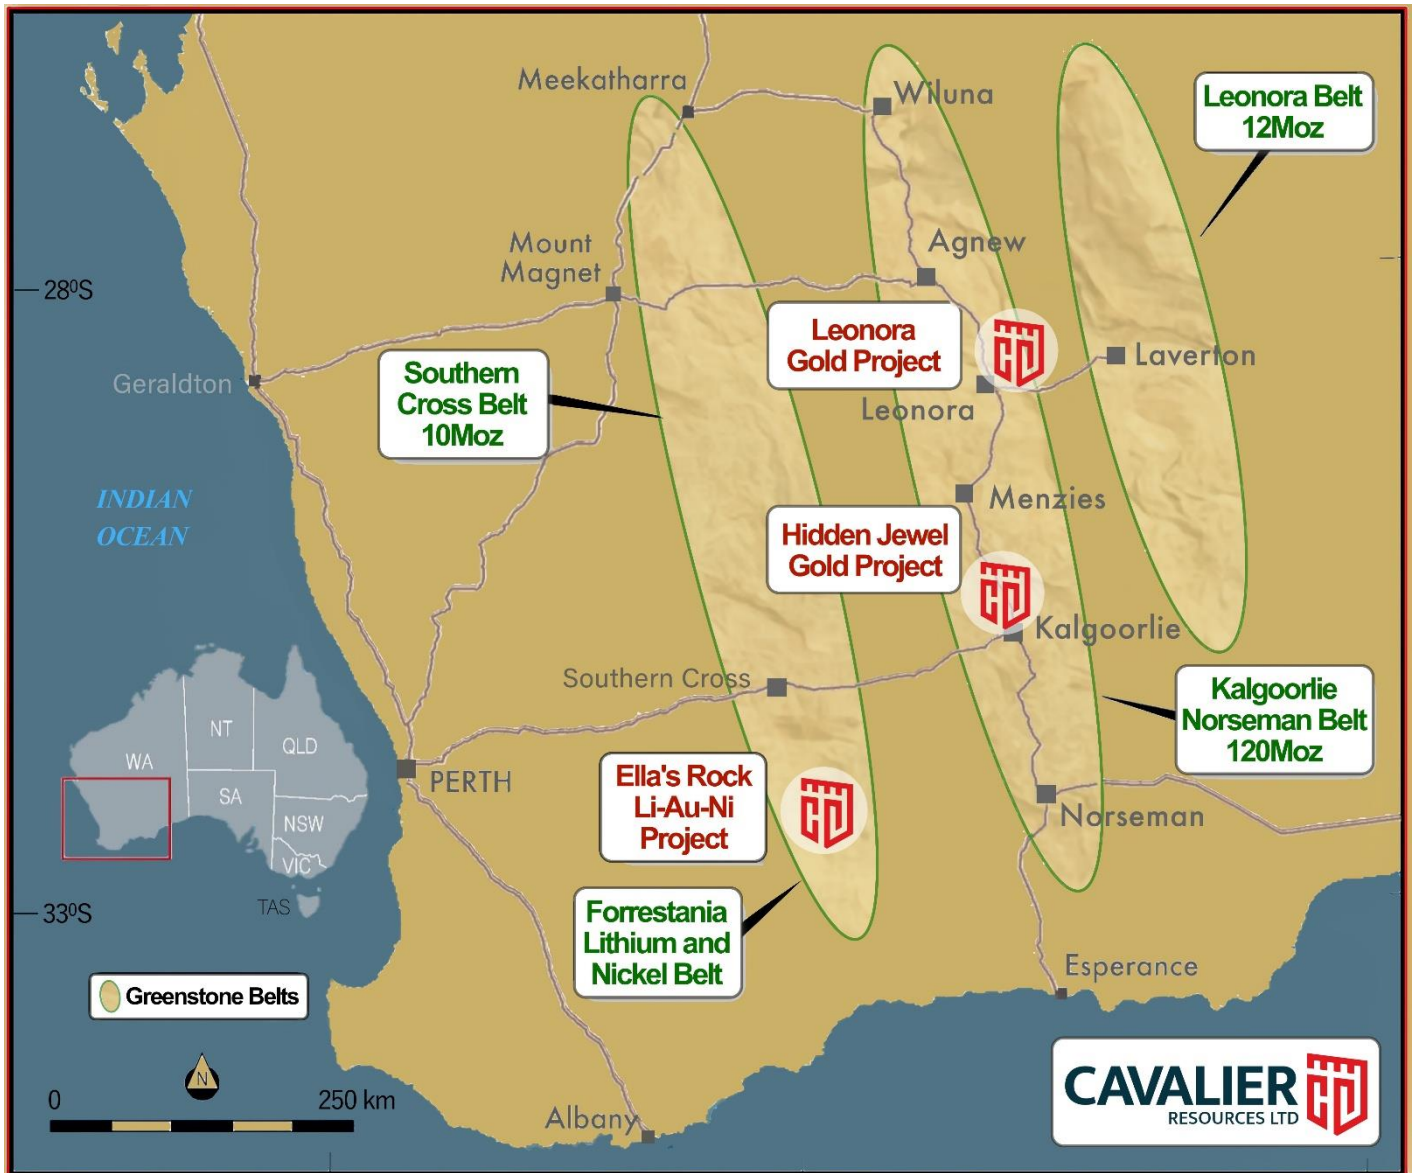 Meekatharra
Wiluna
Leonora Belt
12Moz
Mount
Magnet
Agnew
28⁰S
Leonora
Gold Project
Laverton
Geraldton
Southern
Cross Belt
10Moz
Leonora
INDIAN
OCEAN
Menzies
Hidden Jewel
Gold Project
Kalgoorlie
Southern Cross
Kalgoorlie
Norseman Belt
120Moz
NT
QLD
WA
SA
NSW
VIC
TAS
PERTH
Ella's Rock
Li-Au-Ni
Project
Norseman
33⁰S
Forrestania
Lithium and
Nickel Belt
Esperance
Greenstone Belts
N
0
250 km
Albany
CAVALIER
RESOURCES LTD